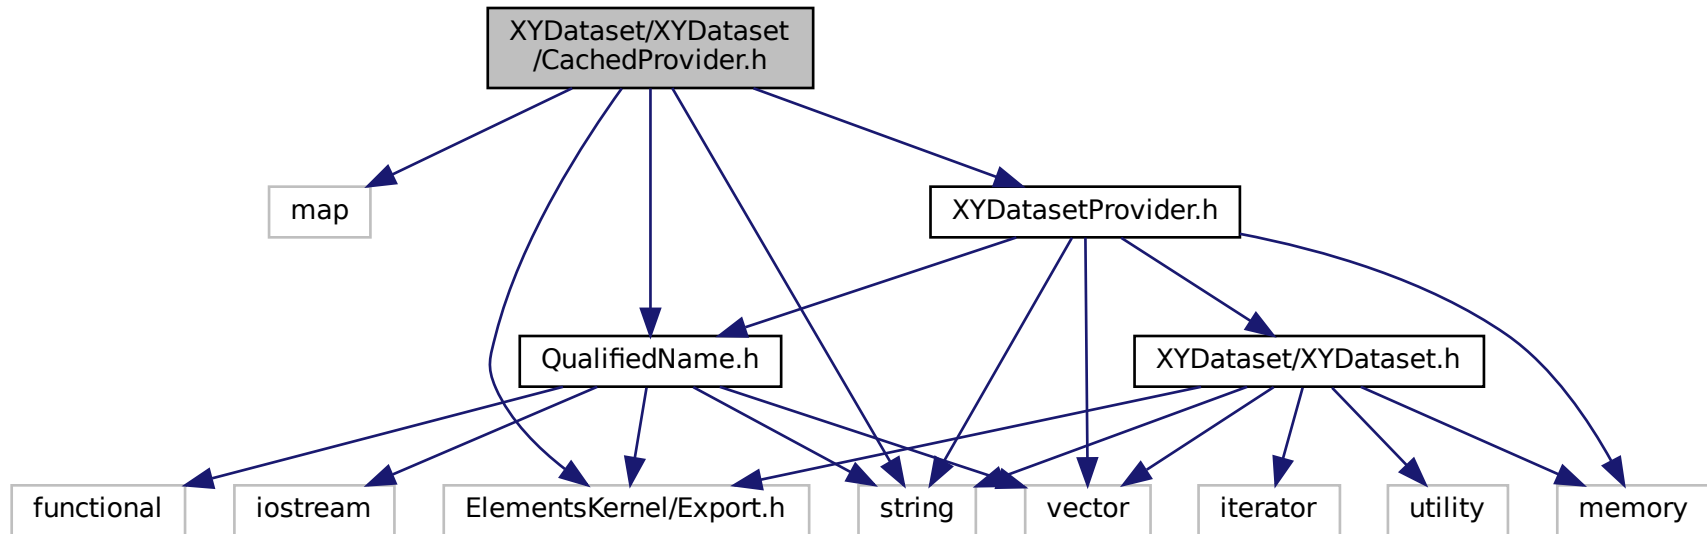 XYDataset/XYDataset
/CachedProvider.h
map
XYDatasetProvider.h
QualifiedName.h
XYDataset/XYDataset.h
functional
iostream
ElementsKernel/Export.h
string
vector
iterator
utility
memory